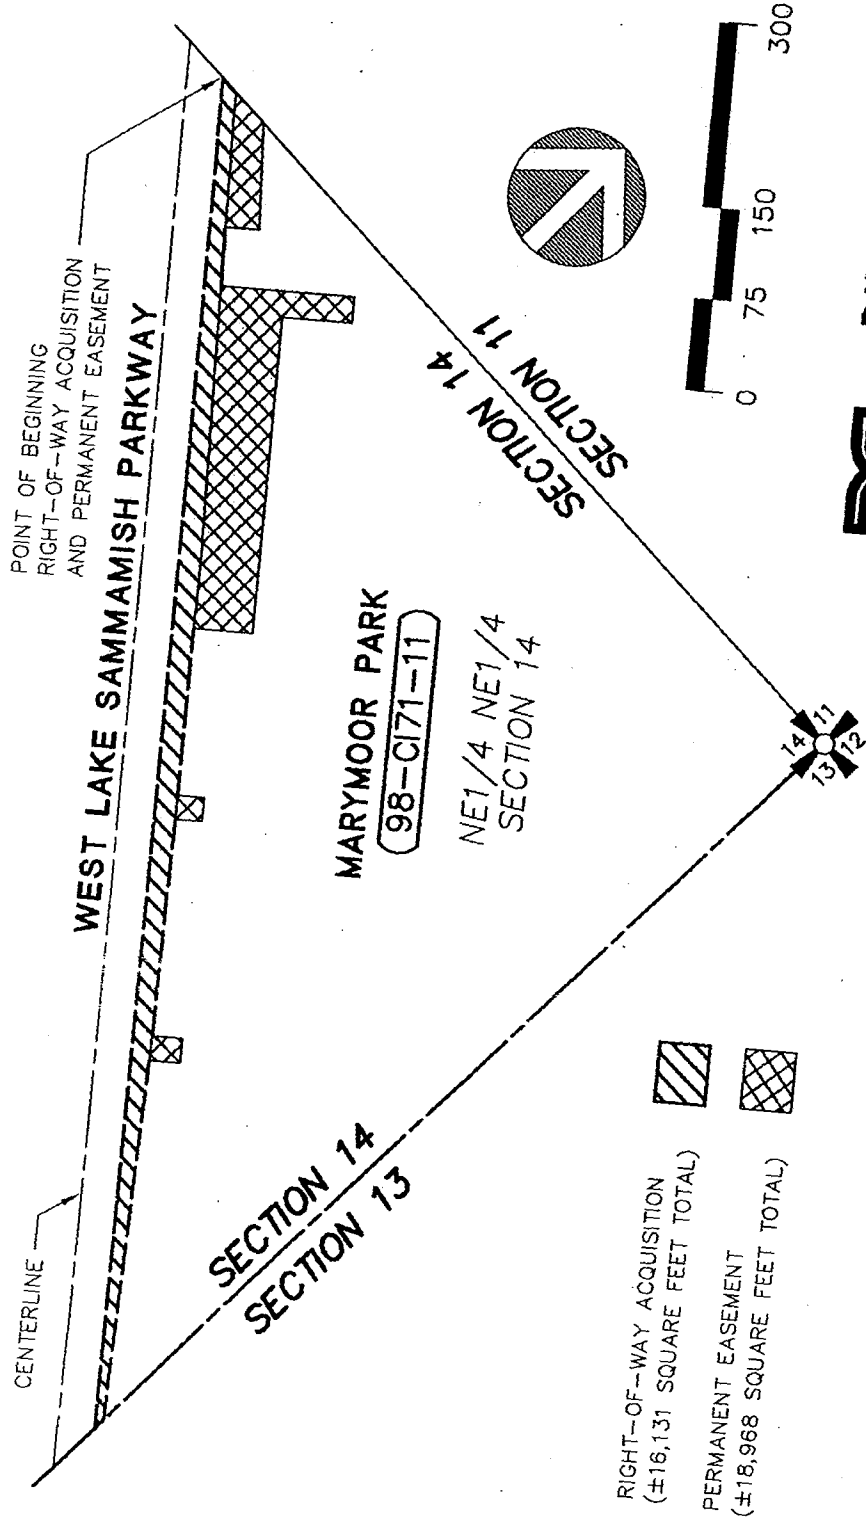 POINT OF BEGINNING
RIGHT-OF-WAY ACQUISITION
AND PERMANENT EASEMENT
CENTERLINE
WEST LAKE SAMMAMISH PARKWAY
MARYMOOR PARK
98-C171-11
NE1/4 NE1/4
SECTION 14
SECTION 14
SECTION 11
SECTION 14
SECTION 13
14
11
13
12
0
75
150
300
RIGHT-OF-WAY ACQUISITION
(±16,131 SQUARE FEET TOTAL)
PERMANENT EASEMENT
(±18,968 SQUARE FEET TOTAL)